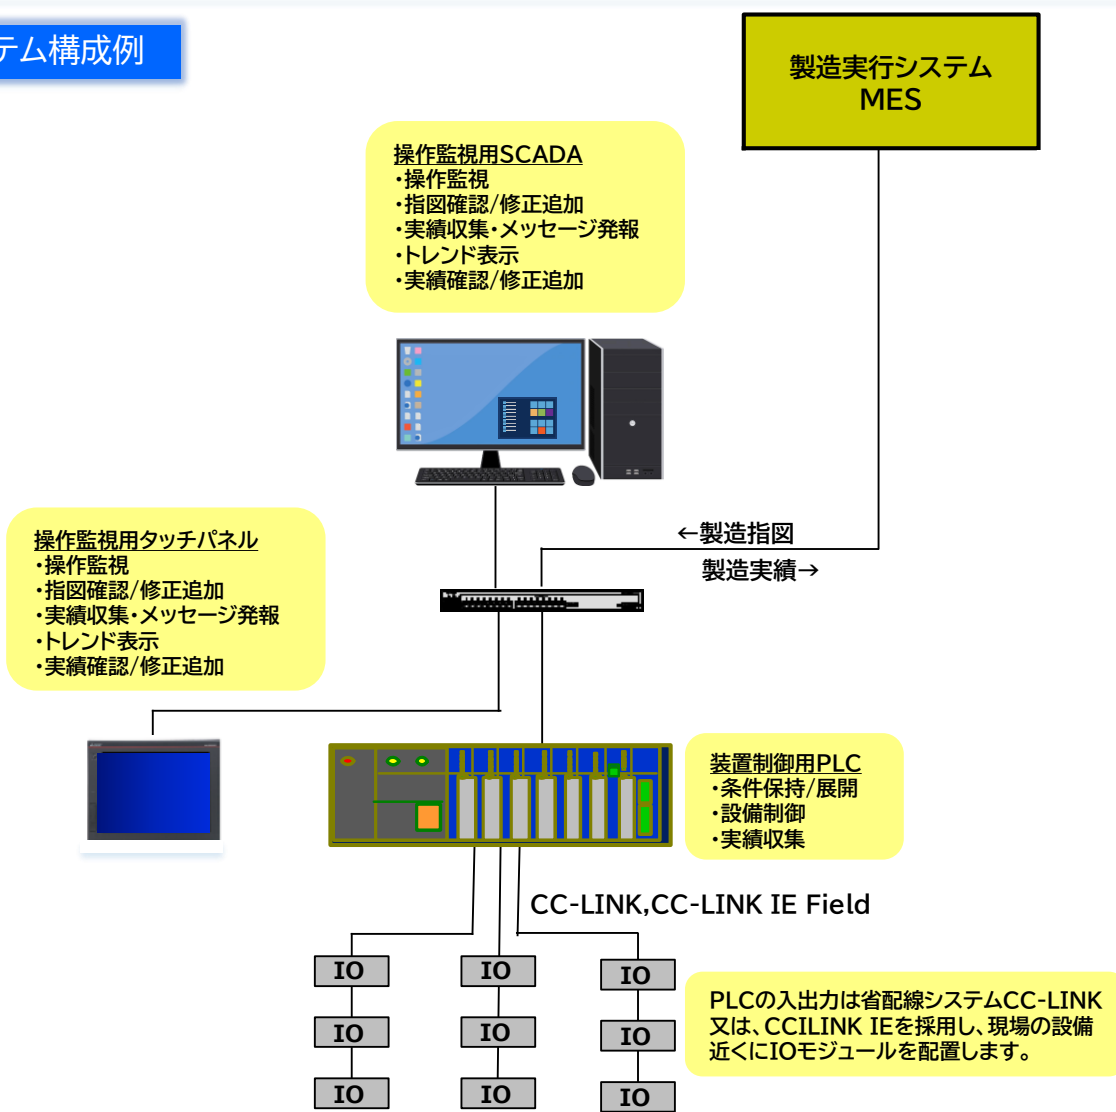 テム構成例
製造実行システム
MES
操作監視用SCADA
・操作監視
・指図確認/修正追加
・実績収集・メッセージ発報
・トレンド表示
・実績確認/修正追加
←製造指図
製造実績→
操作監視用タッチパネル
・操作監視
・指図確認/修正追加
・実績収集・メッセージ発報
・トレンド表示
・実績確認/修正追加
装置制御用PLC
・条件保持/展開
・設備制御
・実績収集
CC-LINK,CC-LINK IE Field
IO
IO
IO
IO
IO
IO
IO
IO
IO
PLCの入出力は省配線システムCC-LINK
又は、CCILINK IEを採用し、現場の設備
近くにIOモジュールを配置します。